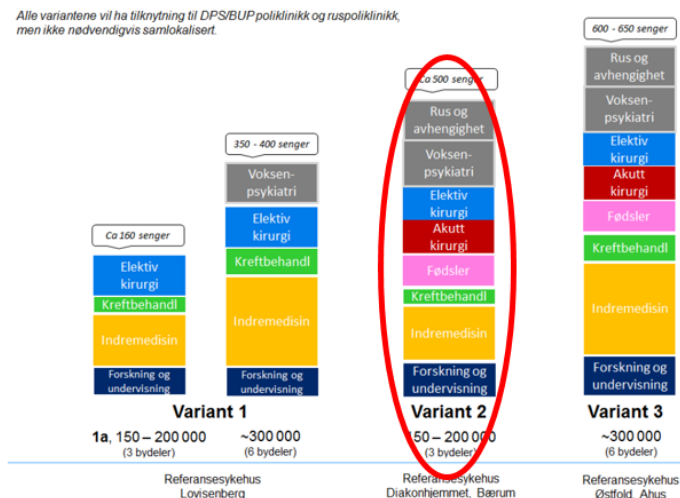 Alle variantene vil ha tilknytning til DPS/BUP poliklinikk og ruspoliklinikk,
men ikke nødvendigvis samlokalisert.
Ca 160 senger
Elektiv
kirurgi
Kreftbehandl
Indremedisin
Forskning og
undervisning
350 - 400 senger
Voksen-
psykiatri
Elektiv
kirurgi
Kreftbehandl
Indremedisin
Forskning og
undervisning
Variant 1
1a, 150 – 200 000
(3 bydeler)
~300 000
(6 bydeler)
Referansesykehus
Lovisenberg
Ca 500 senger
Rus og
avhengighet
Voksen-
psykiatri
Elektiv
kirurgi
Akutt
kirurgi
Fødsler
Kreftbehandl
Indremedisin
Forskning og
undervisning
Variant 2
150 – 200 000
(3 bydeler)
Referansesykehus
Diakonhjemmet, Bærum
600 - 650 senger
Rus og
avhengighet
Voksen-
psykiatri
Elektiv
kirurgi
Akutt
kirurgi
Fødsler
Kreftbehandl
Indremedisin
Forskning og
undervisning
Variant 3
~300 000
(6 bydeler)
Referansesykehus
Østfold, Ahus